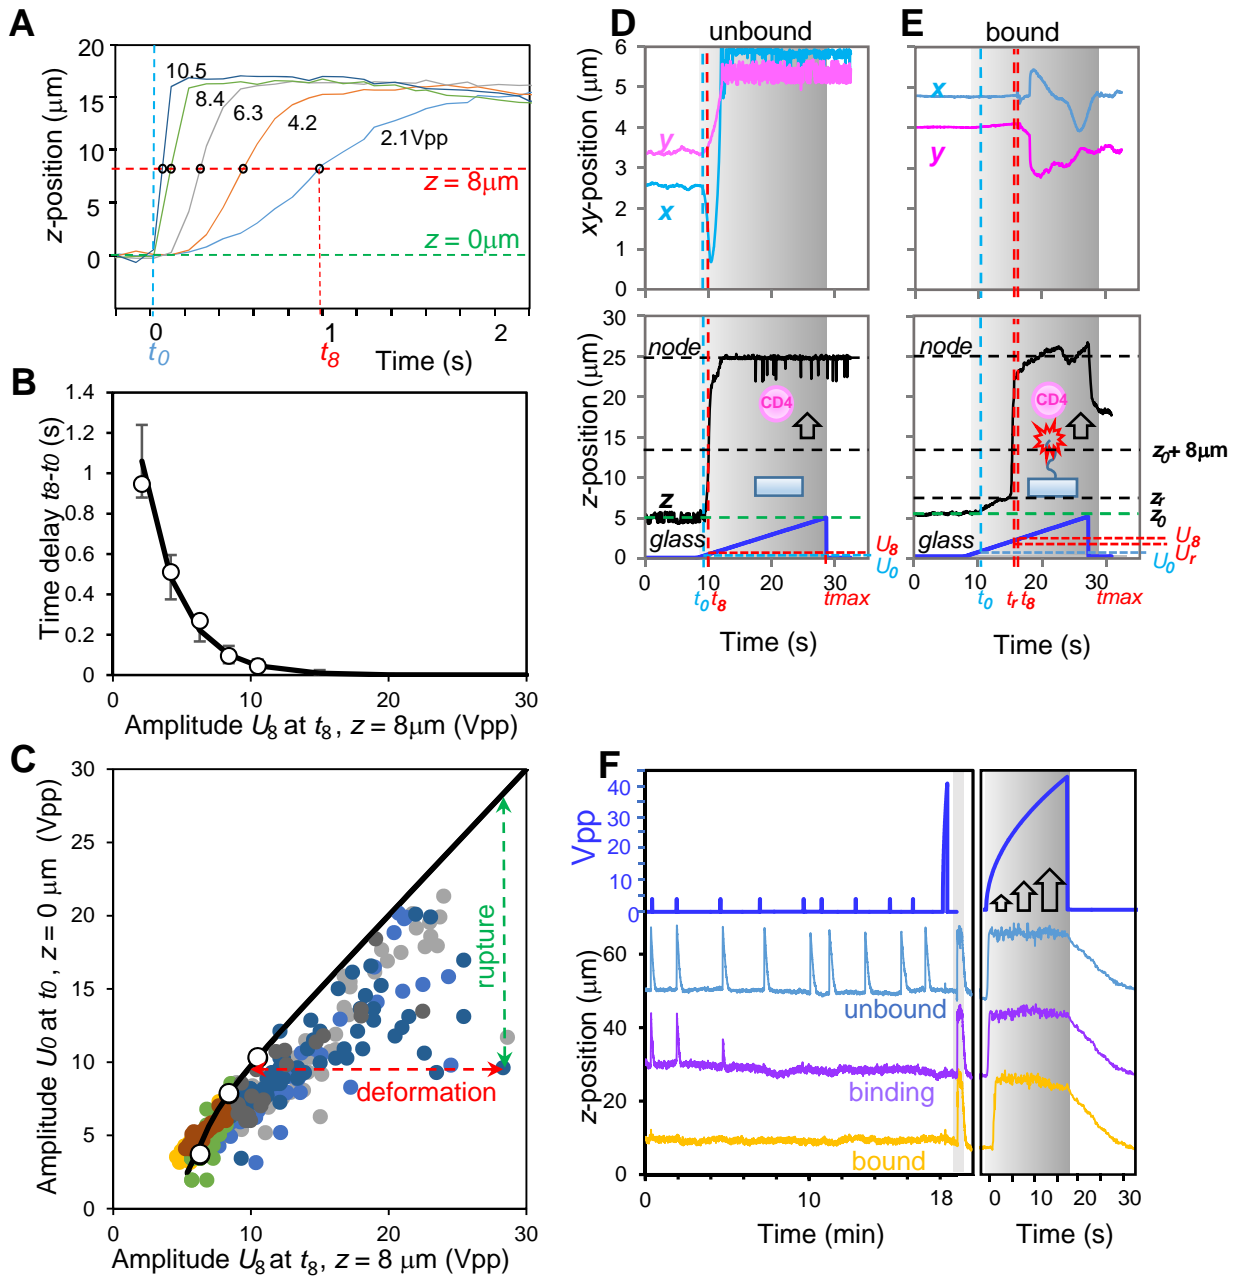 A
20
15
10
5
0
z-position (μm)
10.5
8.4
6.3
4.2
2.1Vpp
z = 8μm
z = 0μm
0
1
2
t0
t8
Time (s)
B
1.4
1.2
1
0.8
0.6
0.4
0.2
0
Time delay t8-t0 (s)
0
10
20
30
Amplitude U8 at t8, z = 8μm (Vpp)
C
30
25
20
15
10
5
0
Amplitude U0 at t0, z = 0 μm (Vpp)
rupture
deformation
0
10
20
30
Amplitude U8 at t8, z = 8 μm (Vpp)
D
unbound
6
5
4
3
2
1
0
xy-position (μm)
y
x
30
25
20
15
10
5
0
z-position (μm)
node
CD4
z
glass
U8
U0
0
10
20
30
t0 t8
tmax
Time (s)
E
bound
x
y
node
CD4
z0+ 8μm
zr
z0
glass
U8
Ur
U0
0
10
20
30
t0
tr t8
tmax
Time (s)
F
40
30
20
10
0
Vpp
60
40
20
0
z-position (μm)
unbound
binding
bound
0
10
18
Time (min)
0
10
20
30
Time (s)